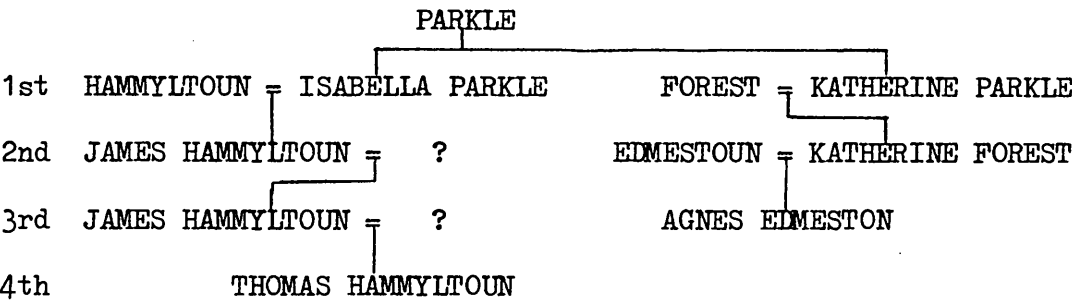 PARKLE
1st HAMMYLTOUN = ISABELLA PARKLE FOREST = KATHERINE PARKLE
2nd JAMES HAMMYLTOUN = ? EDMESTOUN = KATHERINE FOREST
3rd JAMES HAMMYLTOUN = ? AGNES EDMESTON
4th THOMAS HAMMYLTOUN